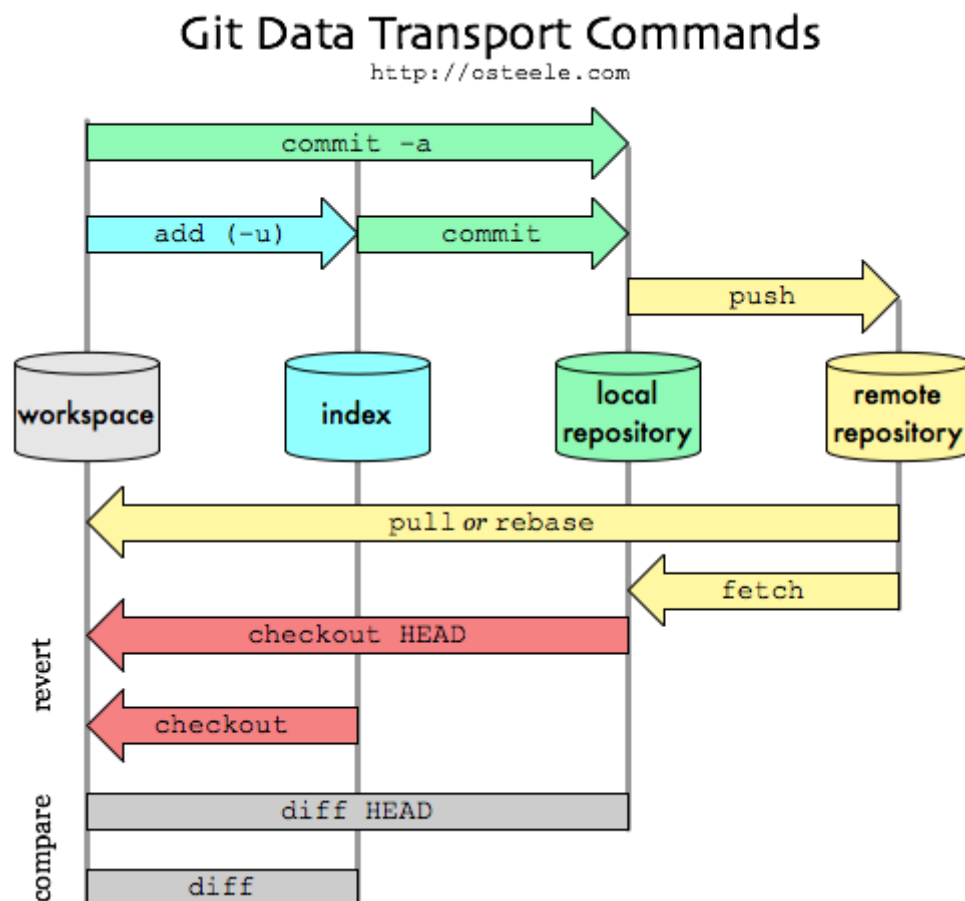 Git Data Transport Commands
http://osteele.com
commit -a
add (-u)
commit
push
workspace
index
local
repository
remote
repository
pull or rebase
fetch
revert
checkout HEAD
checkout
compare
diff HEAD
diff